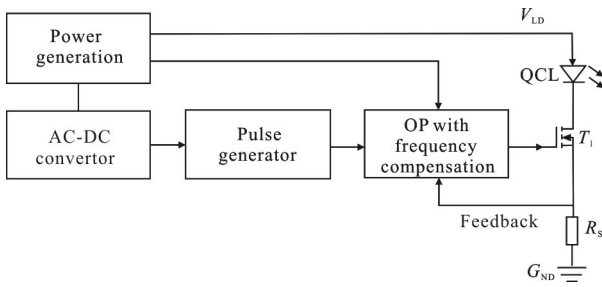 V_LD
Power
generation
QCL
AC-DC
convertor
Pulse
generator
OP with
frequency
compensation
T_1
Feedback
R_S
G_ND